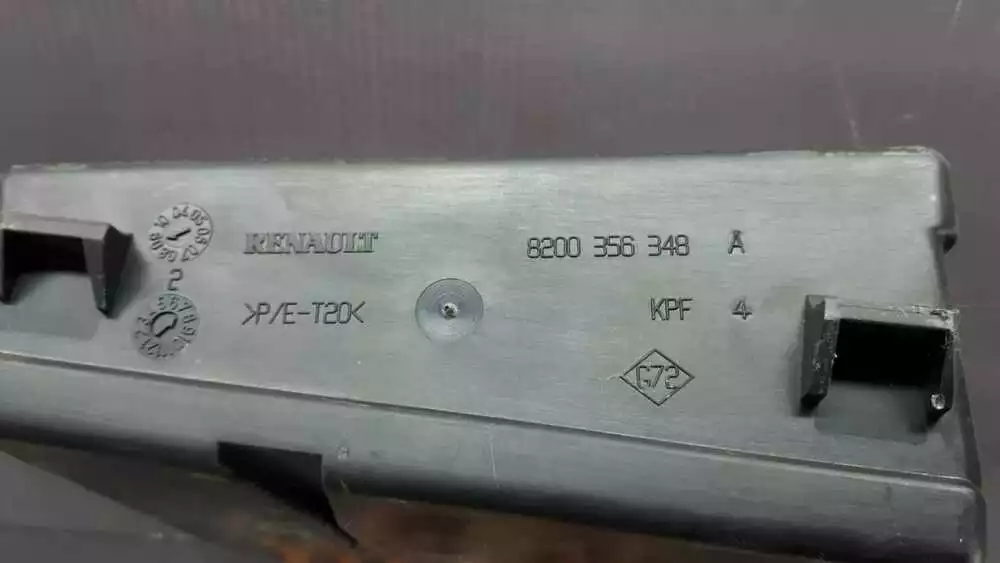 RENAULT
8200 356 348 A
2
>P/E-T20<
KPF 4
G72